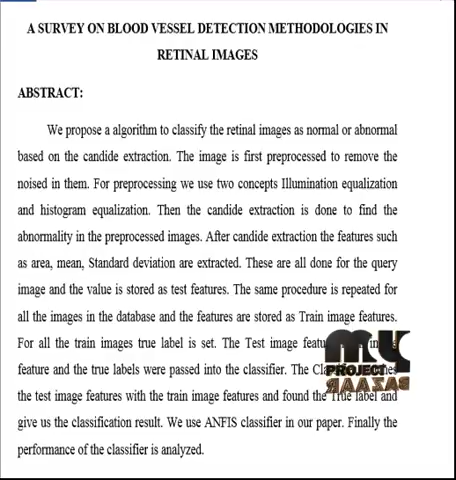 A SURVEY ON BLOOD VESSEL DETECTION METHODOLOGIES IN
RETINAL IMAGES
ABSTRACT:
We propose a algorithm to classify the retinal images as normal or abnormal
based on the candide extraction. The image is first preprocessed to remove the
noised in them. For preprocessing we use two concepts Illumination equalization
and histogram equalization. Then the candide extraction is done to find the
abnormality in the preprocessed images. After candide extraction the features such
as area, mean, Standard deviation are extracted. These are all done for the query
image and the value is stored as test features. The same procedure is repeated for
all the images in the database and the features are stored as Train image features.
For all the train images true label is set. The Test image
feature and the true labels were passed into the classifier. The
the test image features with the train image features and found the True label and
give us the classification result. We use ANFIS classifier in our paper. Finally the
performance of the classifier is analyzed.
MY
PROJECT
BAZAAR